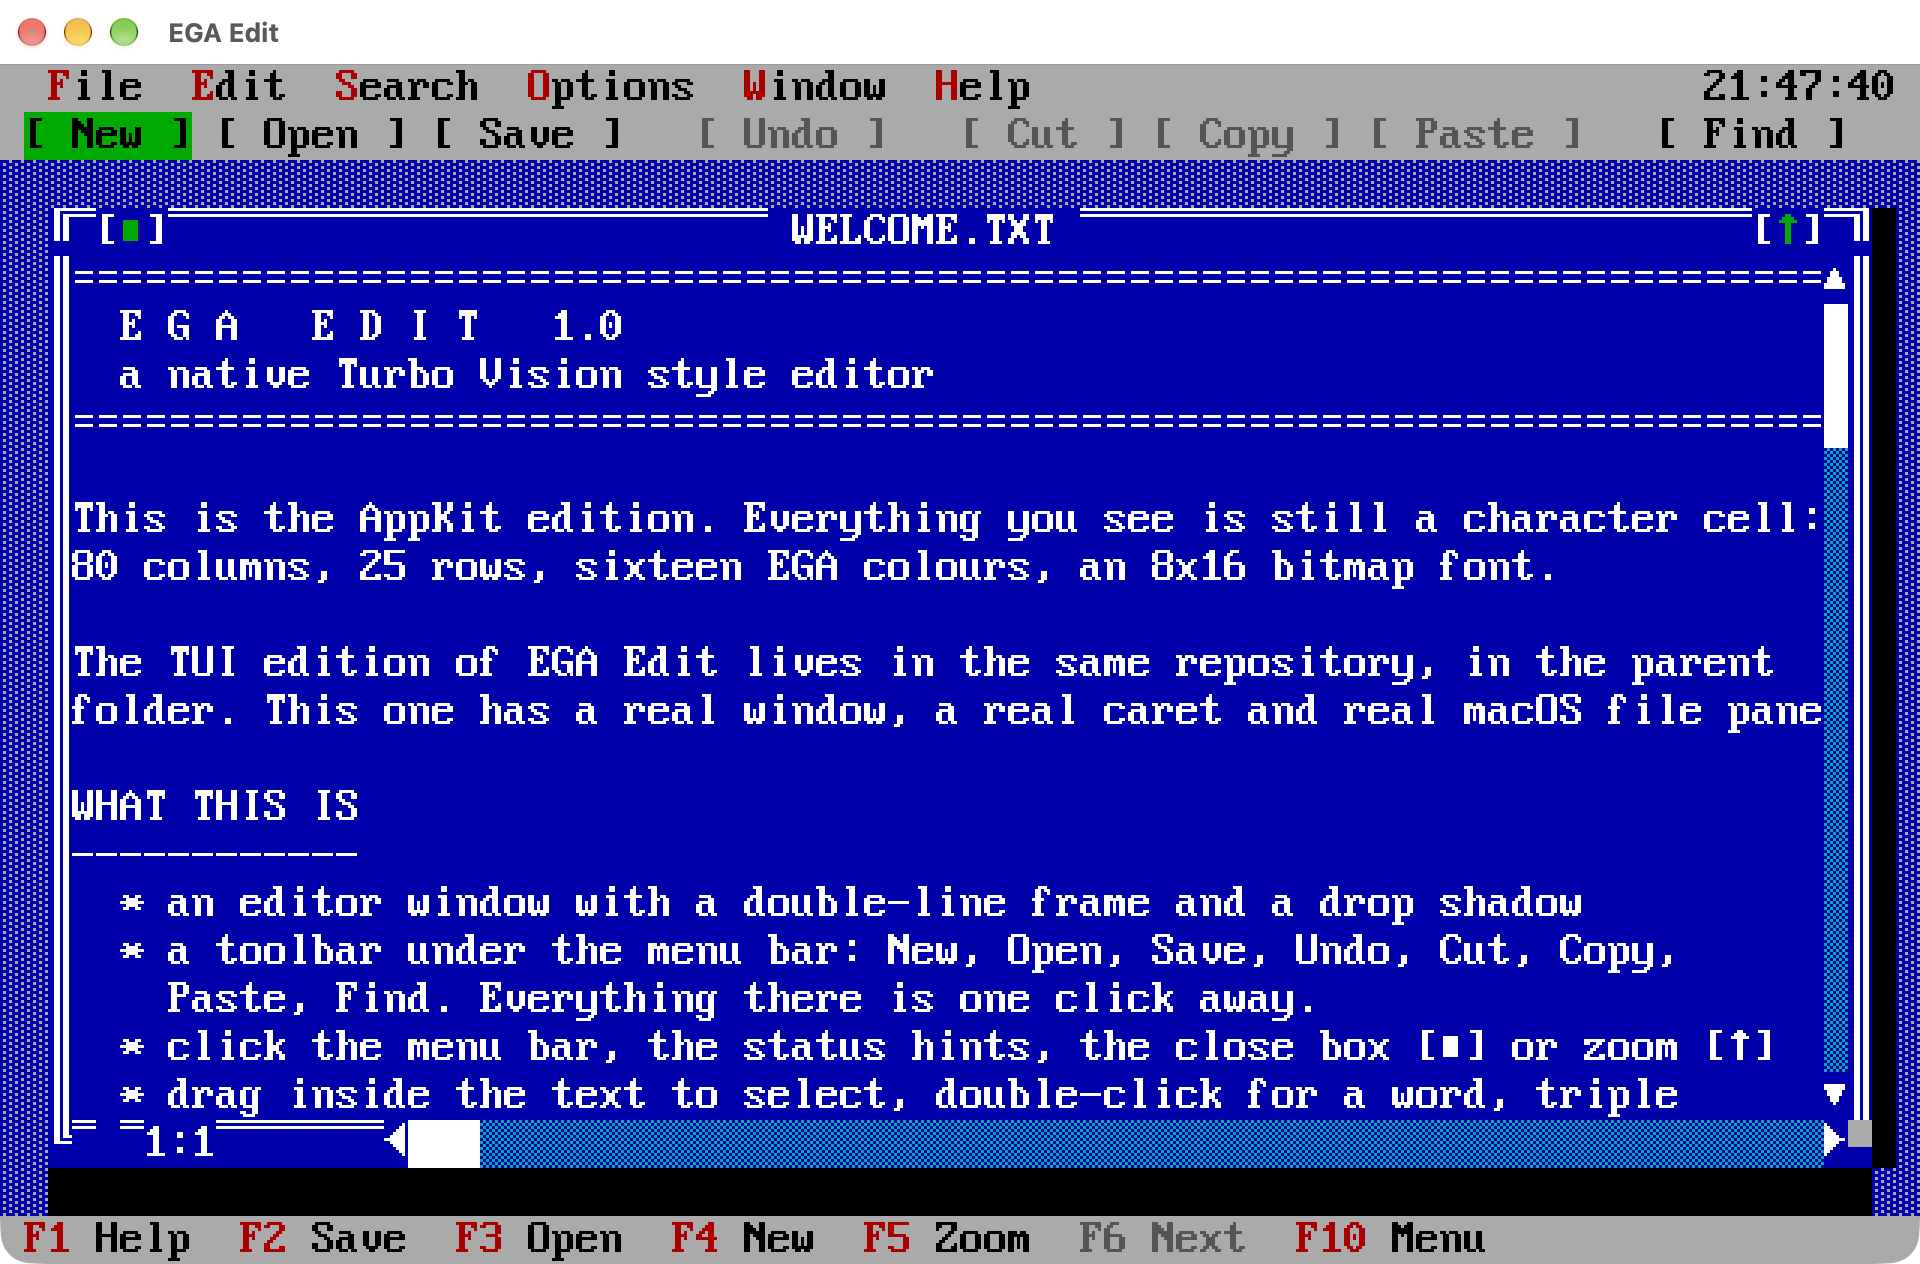 EGA Edit
File Edit Search Options Window Help 21:47:40
[ New ] [ Open ] [ Save ] [ Undo ] [ Cut ] [ Copy ] [ Paste ] [ Find ]
[■] WELCOME.TXT [↑]
=========================================================================
E G A   E D I T   1.0
a native Turbo Vision style editor
=========================================================================
This is the AppKit edition. Everything you see is still a character cell:
80 columns, 25 rows, sixteen EGA colours, an 8x16 bitmap font.
The TUI edition of EGA Edit lives in the same repository, in the parent
folder. This one has a real window, a real caret and real macOS file pane
WHAT THIS IS
------------
* an editor window with a double-line frame and a drop shadow
* a toolbar under the menu bar: New, Open, Save, Undo, Cut, Copy,
Paste, Find. Everything there is one click away.
* click the menu bar, the status hints, the close box [■] or zoom [↑]
* drag inside the text to select, double-click for a word, triple
1:1
F1 Help F2 Save F3 Open F4 New F5 Zoom F6 Next F10 Menu